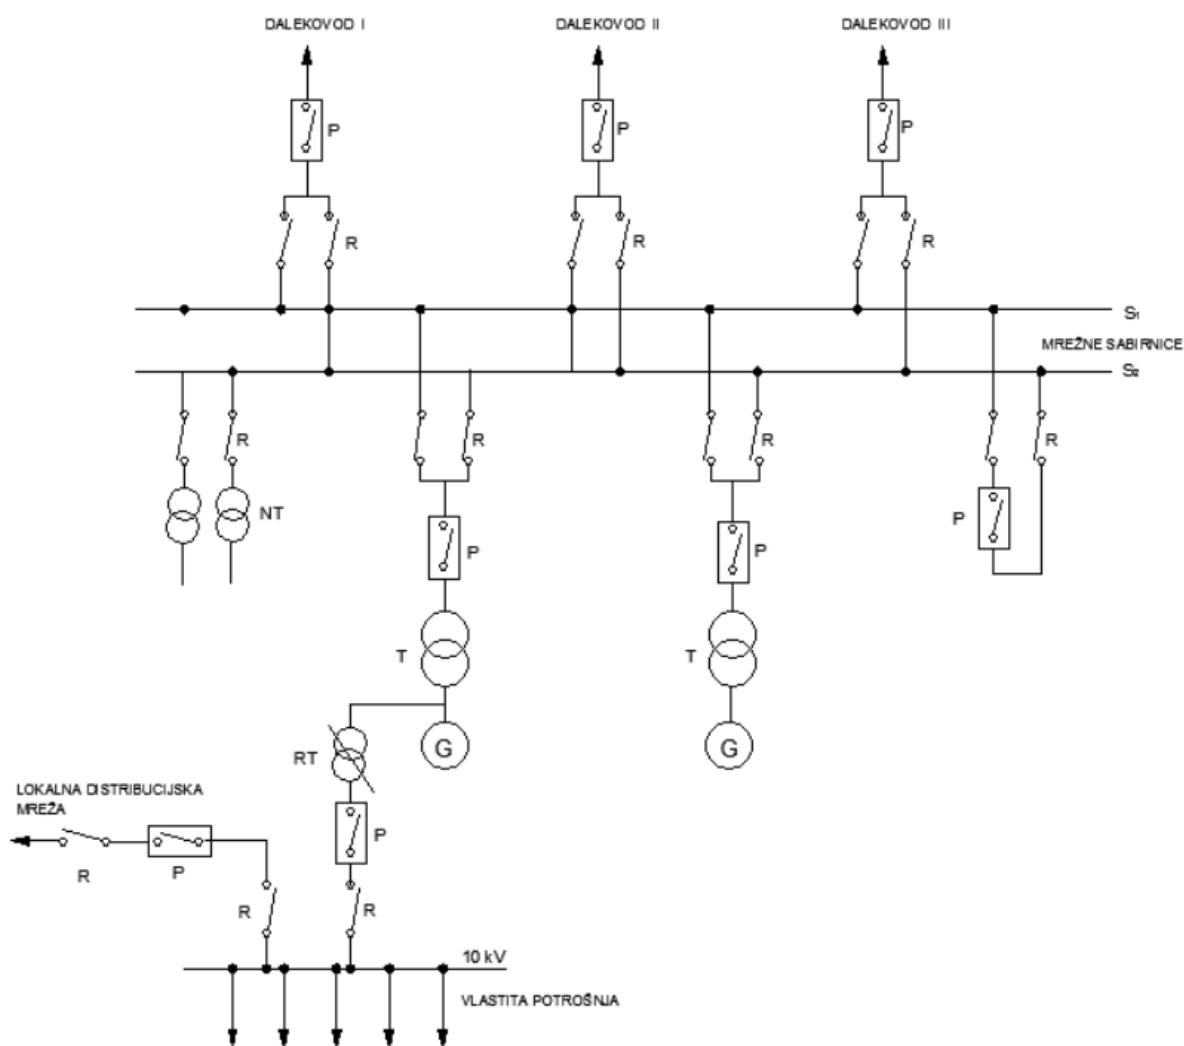 DALEKOVOD I
DALEKOVOD II
DALEKOVOD III
P
P
P
R
R
R
S1
MREŽNE SABIRNICE
S2
R
R
R
R
NT
P
P
P
T
T
RT
G
G
LOKALNA DISTRIBUCIJSKA
MREŽA
P
R
P
R
R
10 kV
VLASTITA POTROŠNJA